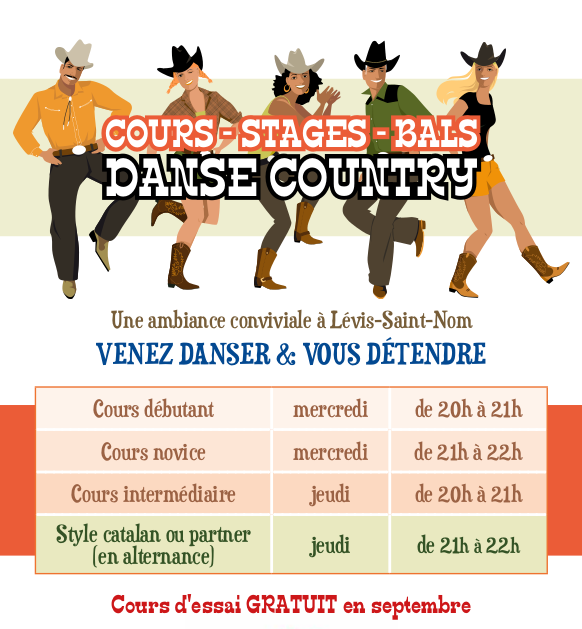 COURS - STAGES - BALS
DANSE COUNTRY
Une ambiance conviviale à Lévis-Saint-Nom
VENEZ DANSER & VOUS DÉTENDRE
Cours débutant mercredi de 20h à 21h
Cours novice mercredi de 21h à 22h
Cours intermédiaire jeudi de 20h à 21h
Style catalan ou partner
(en alternance) jeudi de 21h à 22h
Cours d'essai GRATUIT en septembre